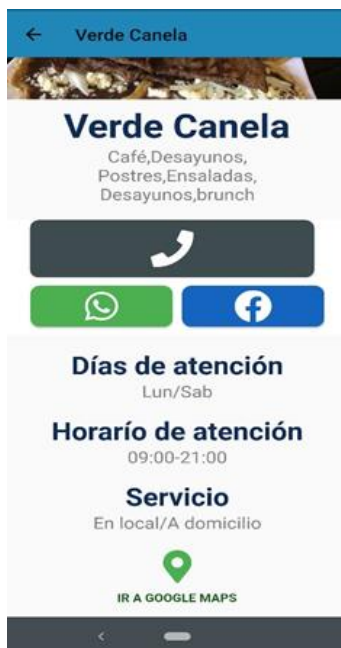 Verde Canela
Verde Canela
Café,Desayunos,
Postres,Ensaladas,
Desayunos,brunch
Días de atención
Lun/Sab
Horarío de atención
09:00-21:00
Servicio
En local/A domicilio
IR A GOOGLE MAPS